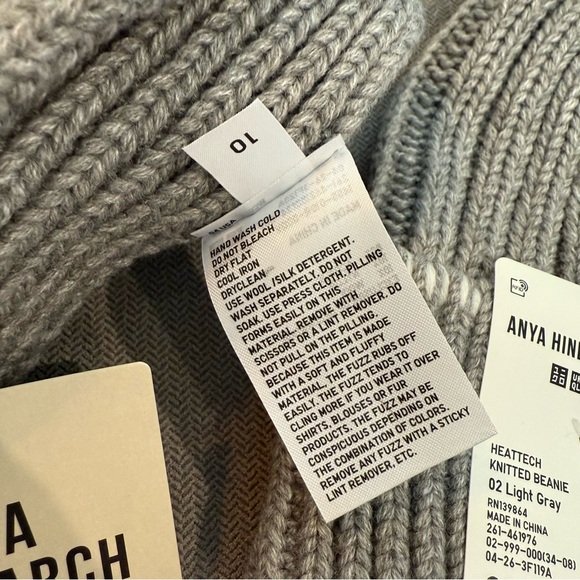 10
HAND WASH COLD
DO NOT BLEACH
DRY FLAT
COOL IRON
DRYCLEAN
USE WOOL/SILK DETERGENT.
WASH SEPARATELY. DO NOT
SOAK. USE PRESS CLOTH. PILLING
FORMS EASILY ON THIS
MATERIAL. REMOVE WITH
SCISSORS OR A LINT REMOVER. DO
NOT PULL ON THE PILLING.
BECAUSE THIS ITEM IS MADE
WITH A SOFT AND FLUFFY
MATERIAL, THE FUZZ RUBS OFF
EASILY. THE FUZZ TENDS TO
CLING MORE IF YOU WEAR IT OVER
SHIRTS, BLOUSES OR FUR
PRODUCTS. THE FUZZ MAY BE
CONSPICUOUS DEPENDING ON
THE COMBINATION OF COLORS.
REMOVE ANY FUZZ WITH A STICKY
LINT REMOVER, ETC.
MADE IN CHINA
A
ARCH
ANYA HIN
HEATTECH
KNITTED BEANIE
02 Light Gray
RN139864
MADE IN CHINA
261-461976
02-999-000(34-08)
04-26-3F119A